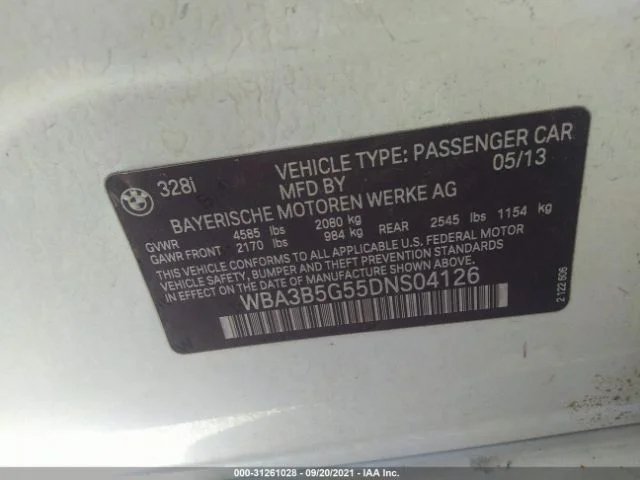 328i
VEHICLE TYPE: PASSENGER CAR
MFD BY 05/13
BAYERISCHE MOTOREN WERKE AG
GVWR 4585 lbs 2080 kg
GAWR FRONT 2170 lbs 984 kg REAR 2545 lbs 1154 kg
THIS VEHICLE CONFORMS TO ALL APPLICABLE U.S. FEDERAL MOTOR
VEHICLE SAFETY, BUMPER AND THEFT PREVENTION STANDARDS
IN EFFECT ON THE DATE OF MANUFACTURE SHOWN ABOVE.
WBA3B5G55DNS04126
2 122 606
000-31261028 - 09/20/2021 - IAA Inc.